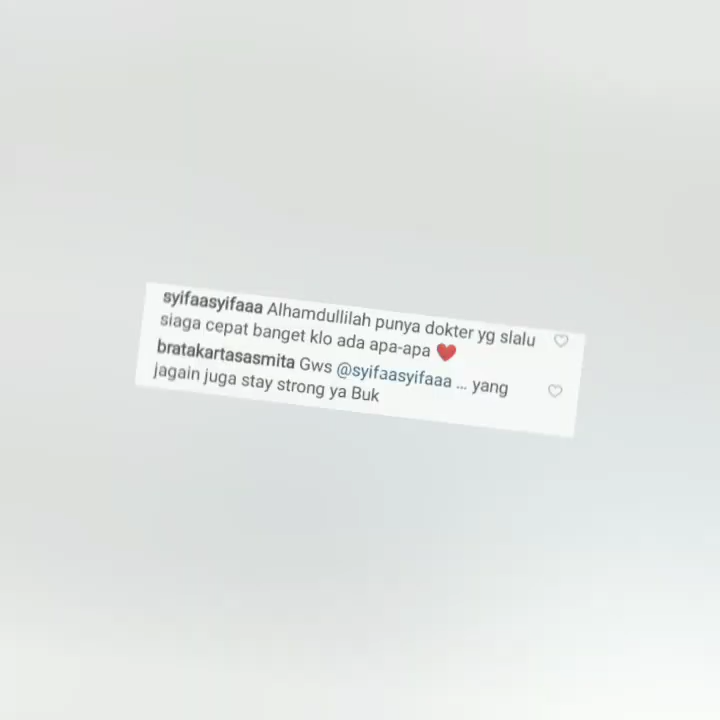 syifaasyifaaa Alhamdullilah punya dokter yg slalu
siaga cepat banget klo ada apa-apa ❤️
bratakartasasmita Gws @syifaasyifaaa ... yang
jagain juga stay strong ya Buk